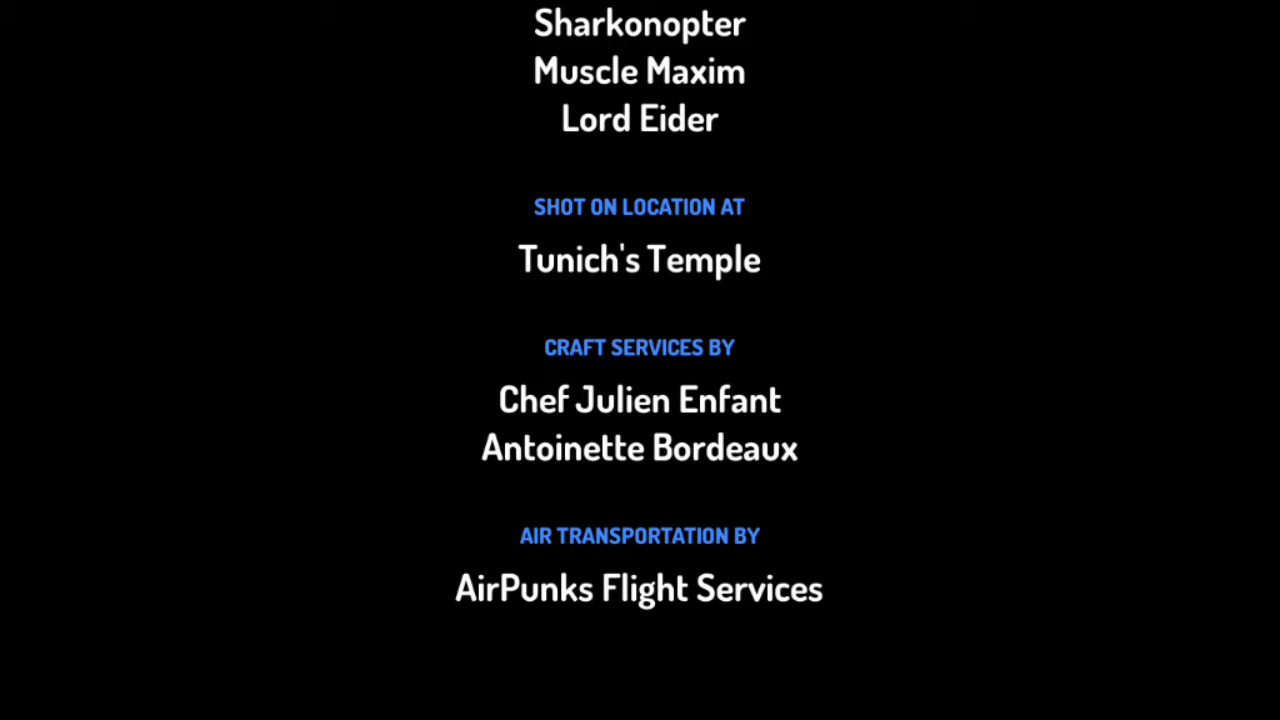 Sharkonopter
Muscle Maxim
Lord Eider
SHOT ON LOCATION AT
Tunich's Temple
CRAFT SERVICES BY
Chef Julien Enfant
Antoinette Bordeaux
AIR TRANSPORTATION BY
AirPunks Flight Services